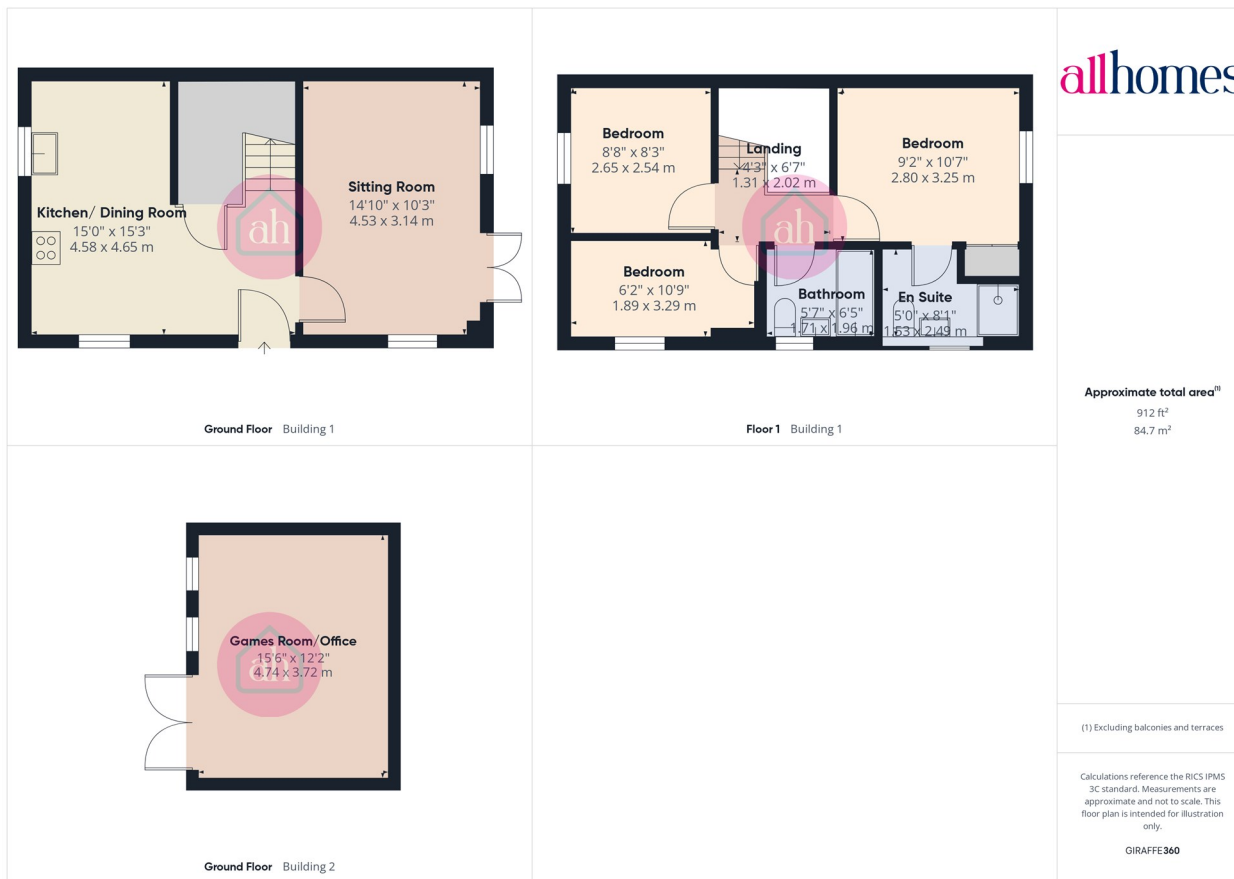 Kitchen/ Dining Room
15'0" x 15'3"
4.58 x 4.65 m
ah
Sitting Room
14'10" x 10'3"
4.53 x 3.14 m
Ground Floor Building 1
Bedroom
8'8" x 8'3"
2.65 x 2.54 m
Landing
4'3" x 6'7"
1.31 x 2.02 m
Bedroom
9'2" x 10'7"
2.80 x 3.25 m
ah
Bedroom
6'2" x 10'9"
1.89 x 3.29 m
Bathroom
5'7" x 6'5"
1.71 x 1.96 m
En Suite
5'0" x 8'1"
1.53 x 2.49 m
Floor 1 Building 1
Games Room/Office
15'6" x 12'2"
4.74 x 3.72 m
ah
Ground Floor Building 2
allhomes
Approximate total area⁽¹⁾
912 ft²
84.7 m²
(1) Excluding balconies and terraces
Calculations reference the RICS IPMS
3C standard. Measurements are
approximate and not to scale. This
floor plan is intended for illustration
only.
GIRAFFE360